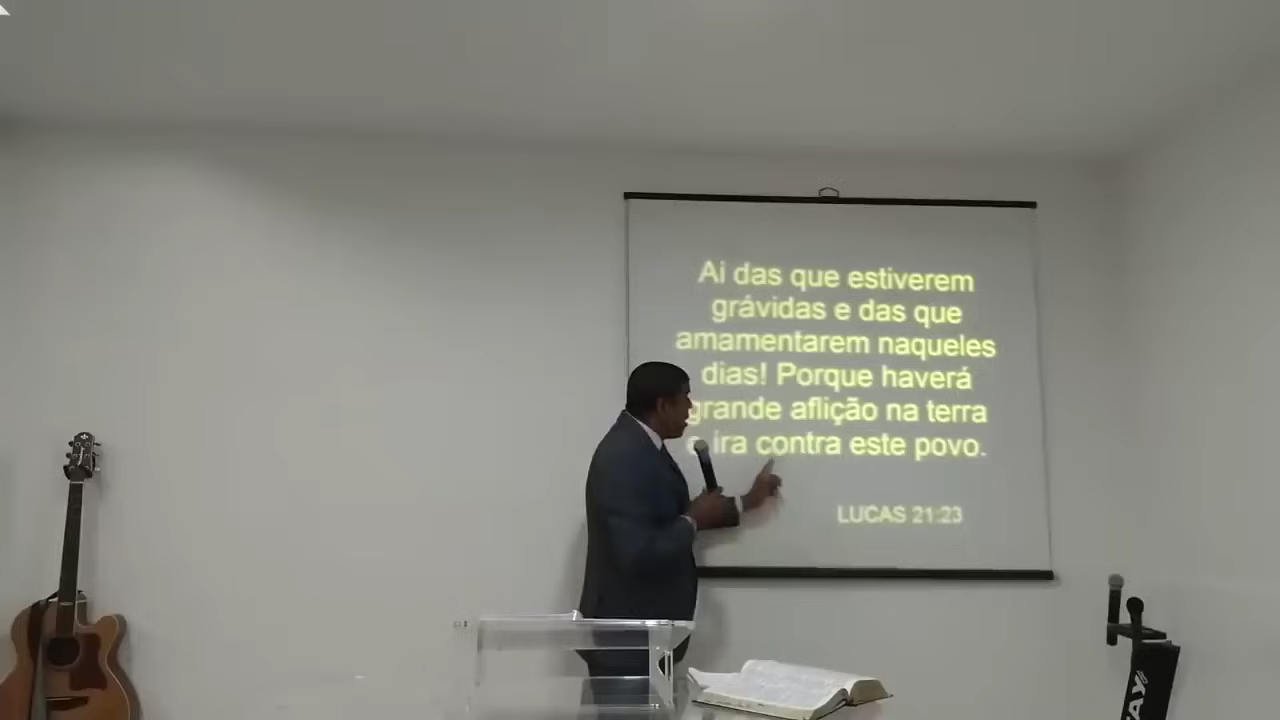 Ai das que estiverem
grávidas e das que
amamentarem naqueles
dias! Porque haverá
grande aflição na terra
e ira contra este povo.
LUCAS 21:23